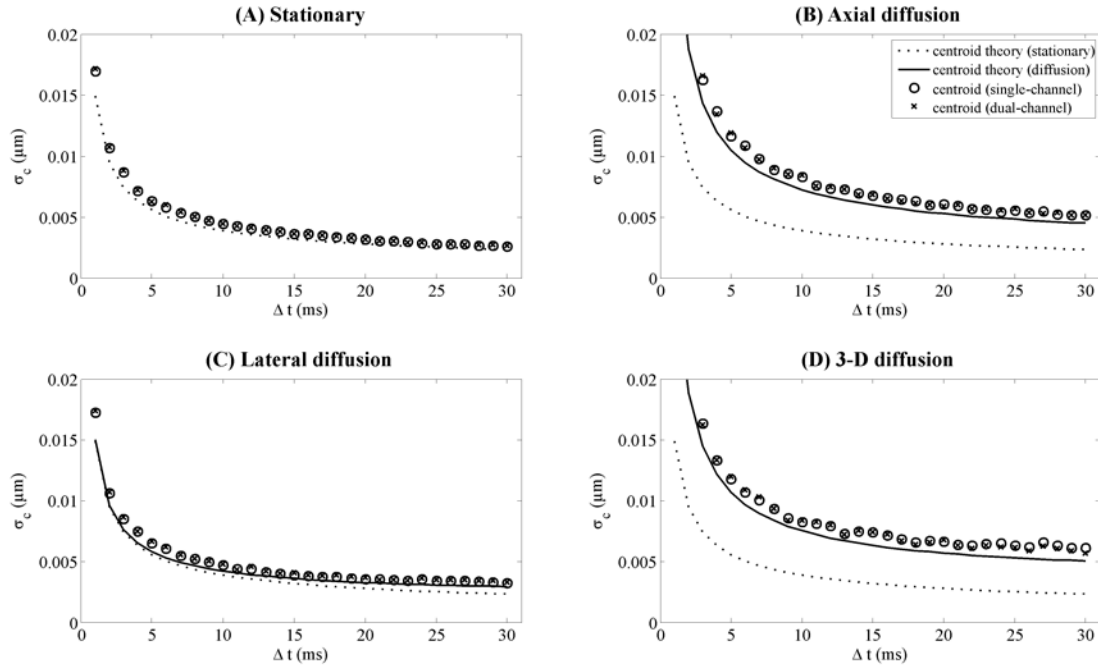 (A) Stationary
0.02
0.015
0.01
0.005
0
σc (μm)
0 5 10 15 20 25 30
Δ t (ms)
(B) Axial diffusion
centroid theory (stationary)
centroid theory (diffusion)
centroid (single-channel)
centroid (dual-channel)
0.02
0.015
0.01
0.005
0
σc (μm)
0 5 10 15 20 25 30
Δ t (ms)
(C) Lateral diffusion
0.02
0.015
0.01
0.005
0
σc (μm)
0 5 10 15 20 25 30
Δ t (ms)
(D) 3-D diffusion
0.02
0.015
0.01
0.005
0
σc (μm)
0 5 10 15 20 25 30
Δ t (ms)